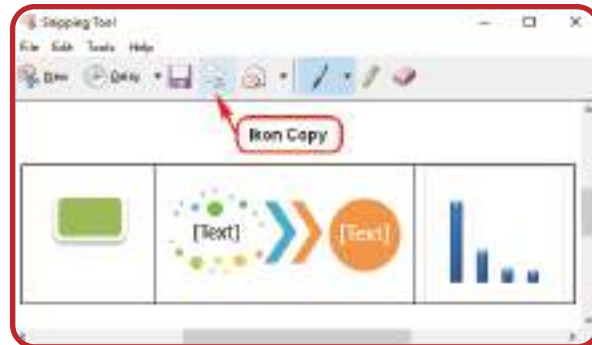 Snipping Tool
File Edit Tools Help
New Delay
Ikon Copy
[Text] [Text]